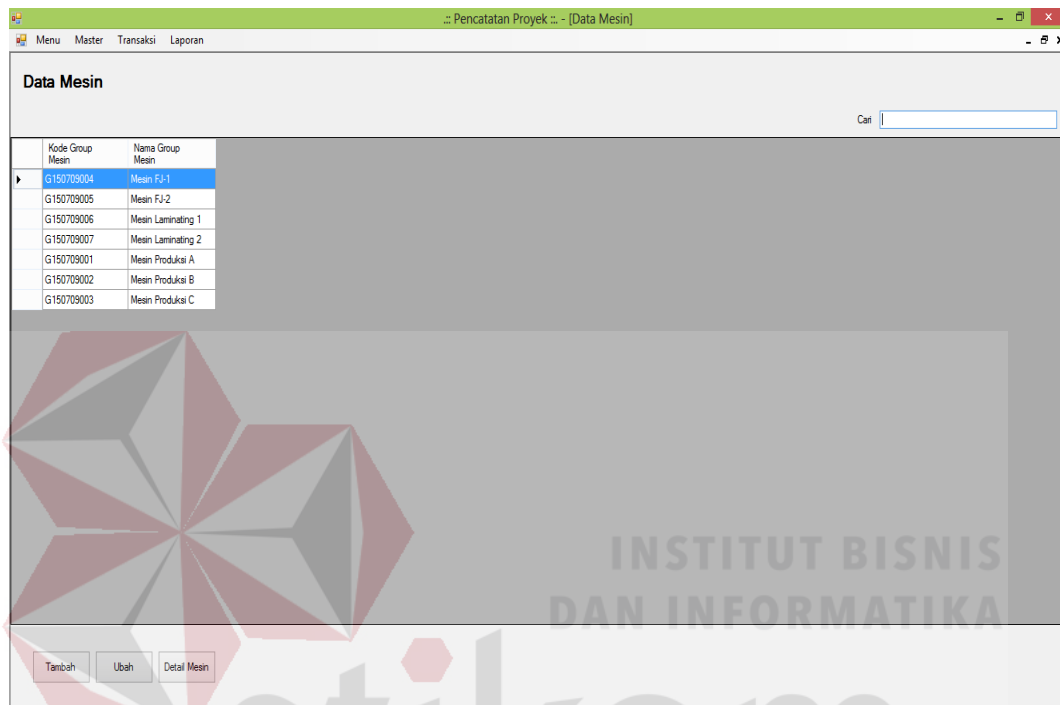 .:: Pencatatan Proyek ::. - [Data Mesin]
Menu Master Transaksi Laporan
Data Mesin
Cari
Kode Group Mesin Nama Group Mesin
G150709004 Mesin FJ-1
G150709005 Mesin FJ-2
G150709006 Mesin Laminating 1
G150709007 Mesin Laminating 2
G150709001 Mesin Produksi A
G150709002 Mesin Produksi B
G150709003 Mesin Produksi C
INSTITUT BISNIS
DAN INFORMATIKA
Tambah Ubah Detail Mesin